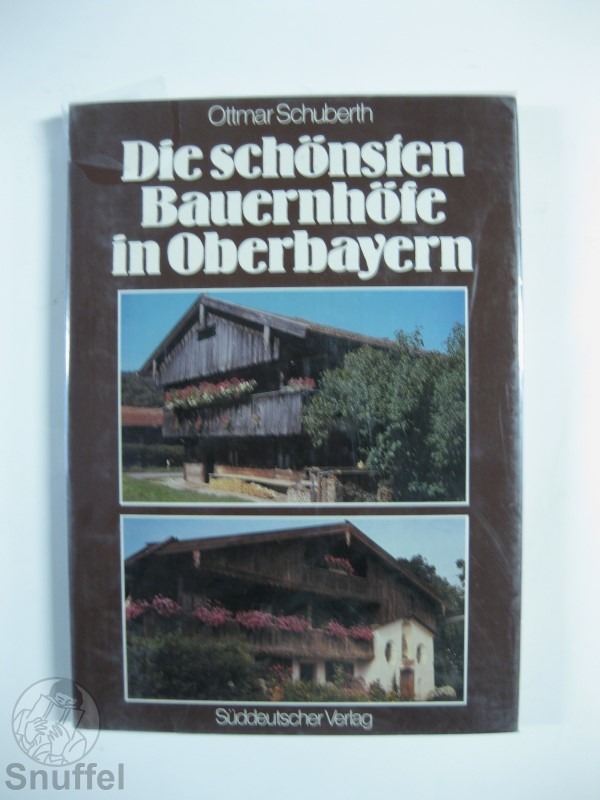 Ottmar Schuberth
Die schönsten
Bauernhöfe
in Oberbayern
Süddeutscher Verlag
Snuffel